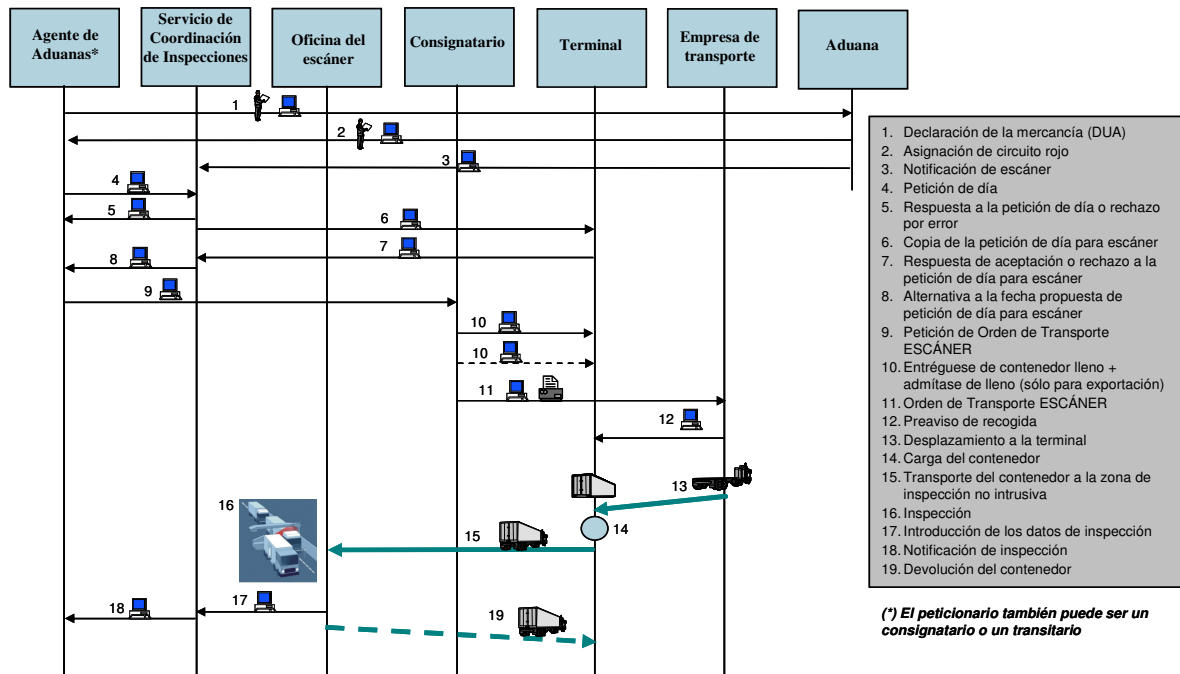 Agente de
Aduanas*
Servicio de
Coordinación
de Inspecciones
Oficina del
escáner
Consignatario
Terminal
Empresa de
transporte
Aduana
1
2
3
4
5
6
7
8
9
10
10
11
12
13
14
15
16
17
18
19
1. Declaración de la mercancía (DUA)
2. Asignación de circuito rojo
3. Notificación de escáner
4. Petición de día
5. Respuesta a la petición de día o rechazo
por error
6. Copia de la petición de día para escáner
7. Respuesta de aceptación o rechazo a la
petición de día para escáner
8. Alternativa a la fecha propuesta de
petición de día para escáner
9. Petición de Orden de Transporte
ESCÁNER
10. Entréguese de contenedor lleno +
admítase de lleno (sólo para exportación)
11. Orden de Transporte ESCÁNER
12. Preaviso de recogida
13. Desplazamiento a la terminal
14. Carga del contenedor
15. Transporte del contenedor a la zona de
inspección no intrusiva
16. Inspección
17. Introducción de los datos de inspección
18. Notificación de inspección
19. Devolución del contenedor
(*) El peticionario también puede ser un
consignatario o un transitario